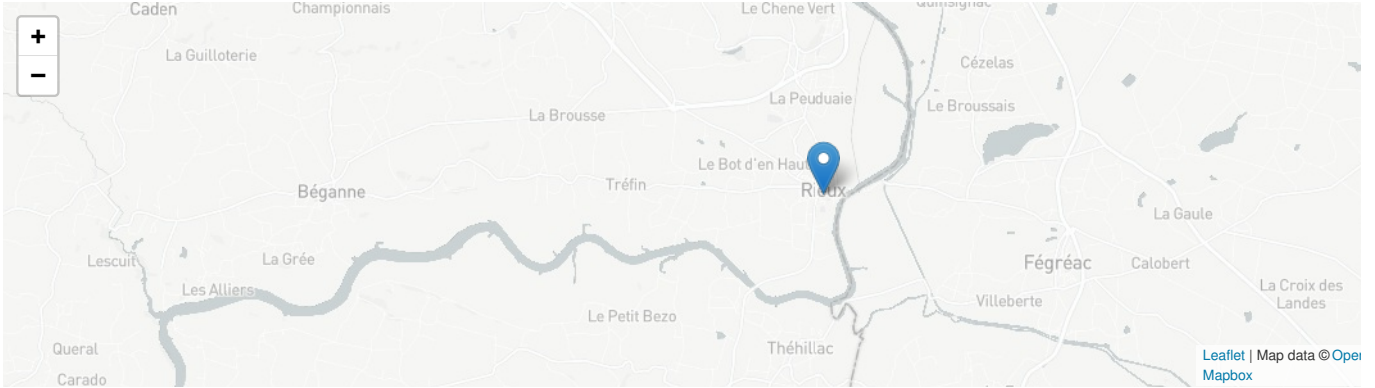 Caden
Championnais
Le Chene Vert
Quinsignac
+
La Guilloterie
Cézelas
−
La Peuduaie
Le Broussais
La Brousse
Le Bot d'en Haut
Tréfin
Béganne
Rieux
La Gaule
Lescuit
La Grée
Fégréac
Calobert
Les Alliers
Villeberte
La Croix des
Landes
Le Petit Bezo
Queral
Théhillac
Leaflet | Map data © Open
Mapbox
Carado